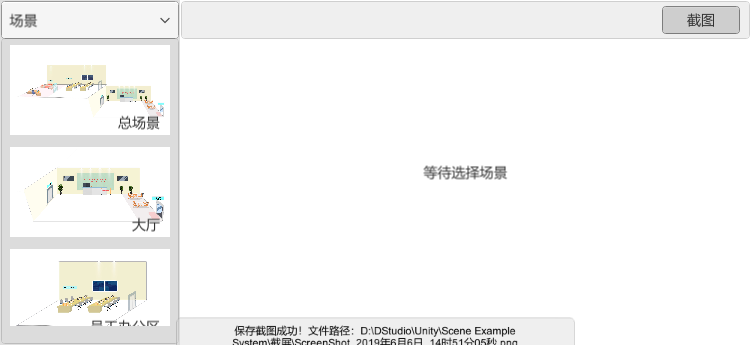 场景
截图
总场景
大厅
员工办公区
等待选择场景
保存截图成功！文件路径：D:\DStudio\Unity\Scene Example
System\截屏\ScreenShot_2019年6月6日_14时51分05秒.png